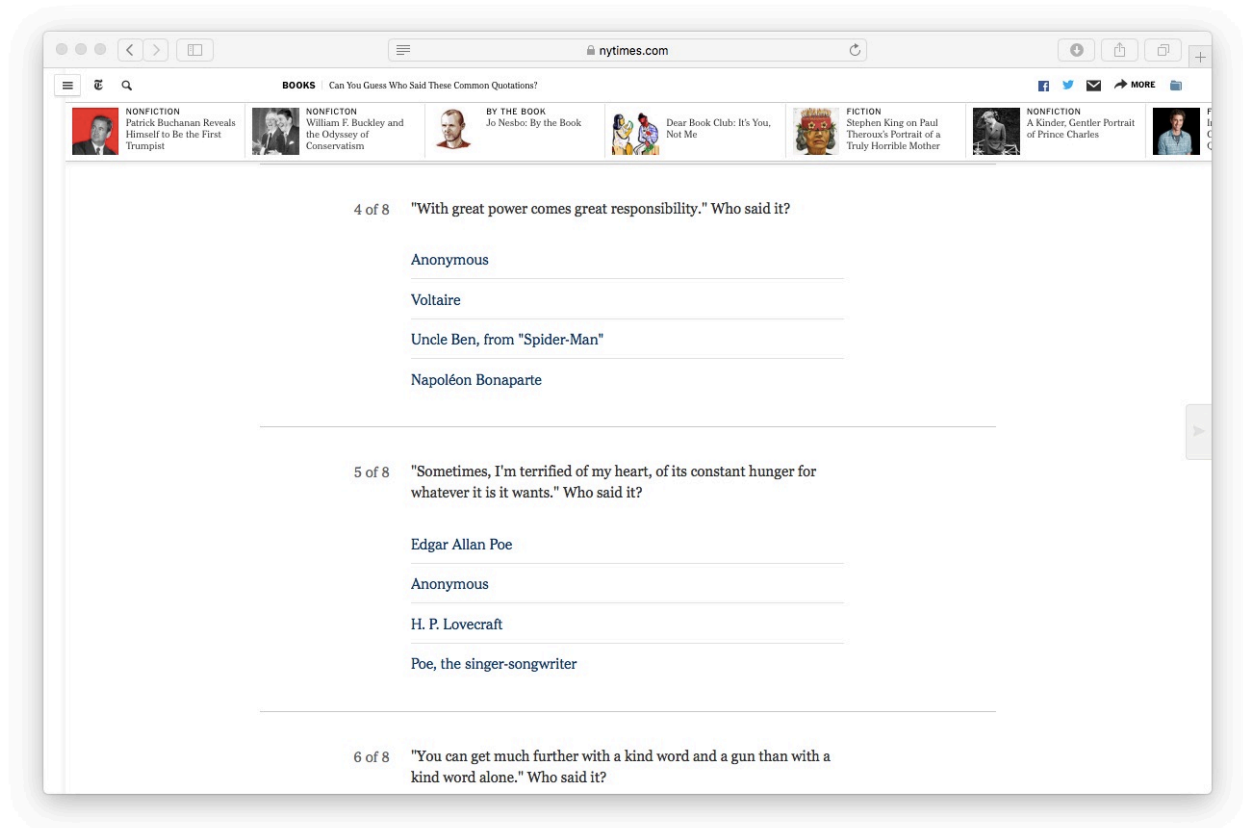 nytimes.com
BOOKS Can You Guess Who Said These Common Quotations?
MORE
NONFICTION
Patrick Buchanan Reveals
Himself to Be the First
Trumpist
NONFICTON
William F. Buckley and
the Odyssey of
Conservatism
BY THE BOOK
Jo Nesbo: By the Book
Dear Book Club: It's You,
Not Me
FICTION
Stephen King on Paul
Theroux's Portrait of a
Truly Horrible Mother
NONFICTION
A Kinder, Gentler Portrait
of Prince Charles
4 of 8 "With great power comes great responsibility." Who said it?
Anonymous
Voltaire
Uncle Ben, from "Spider-Man"
Napoléon Bonaparte
5 of 8 "Sometimes, I'm terrified of my heart, of its constant hunger for
whatever it is it wants." Who said it?
Edgar Allan Poe
Anonymous
H. P. Lovecraft
Poe, the singer-songwriter
6 of 8 "You can get much further with a kind word and a gun than with a
kind word alone." Who said it?